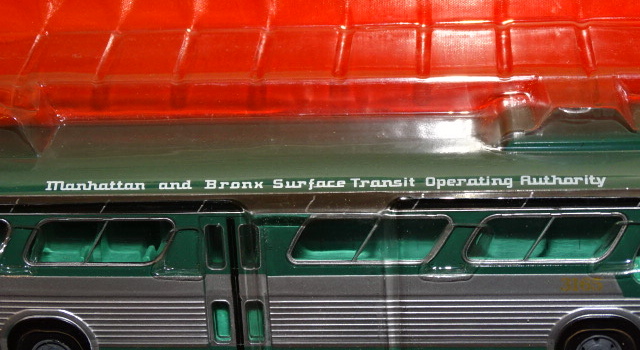 Manhattan and Bronx Surface Transit Operating Authority